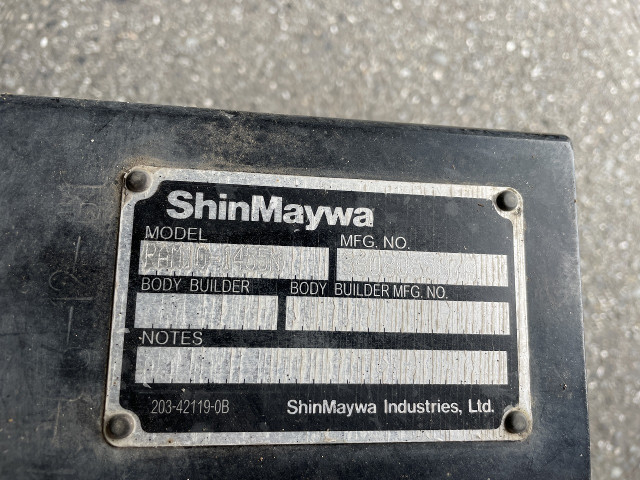 ShinMaywa
MODEL
MFG. NO.
BODY BUILDER
BODY BUILDER MFG. NO.
NOTES
203-42119-0B
ShinMaywa Industries, Ltd.